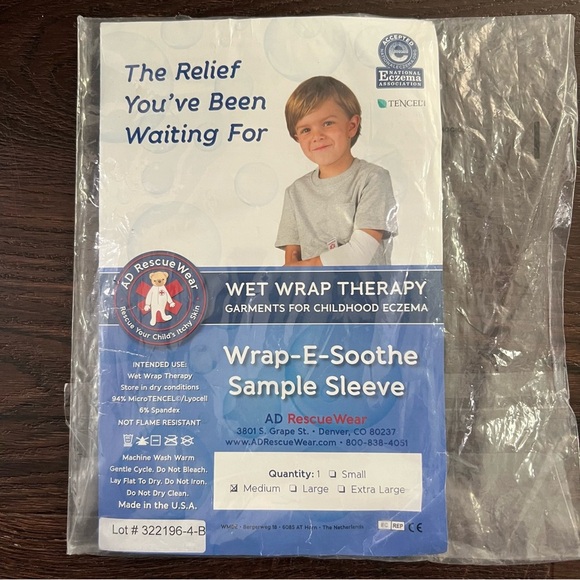 The Relief
You've Been
Waiting For
ACCEPTED
NATIONAL
Eczema
ASSOCIATION
TENCEL
AD RescueWear
Rescue Your Child's Itchy Skin
WET WRAP THERAPY
GARMENTS FOR CHILDHOOD ECZEMA
Wrap-E-Soothe
Sample Sleeve
INTENDED USE:
Wet Wrap Therapy
Store in dry conditions
94% MicroTENCEL©/Lyocell
6% Spandex
NOT FLAME RESISTANT
Machine Wash Warm
Gentle Cycle. Do Not Bleach.
Lay Flat To Dry. Do Not Iron.
Do Not Dry Clean.
Made in the U.S.A.
AD RescueWear
3801 S. Grape St. • Denver, CO 80237
www.ADRescueWear.com • 800-838-4051
Quantity: 1 ☐ Small
☒ Medium ☐ Large ☐ Extra Large
Lot # 322196-4-B
The Netherlands
EC REP CE